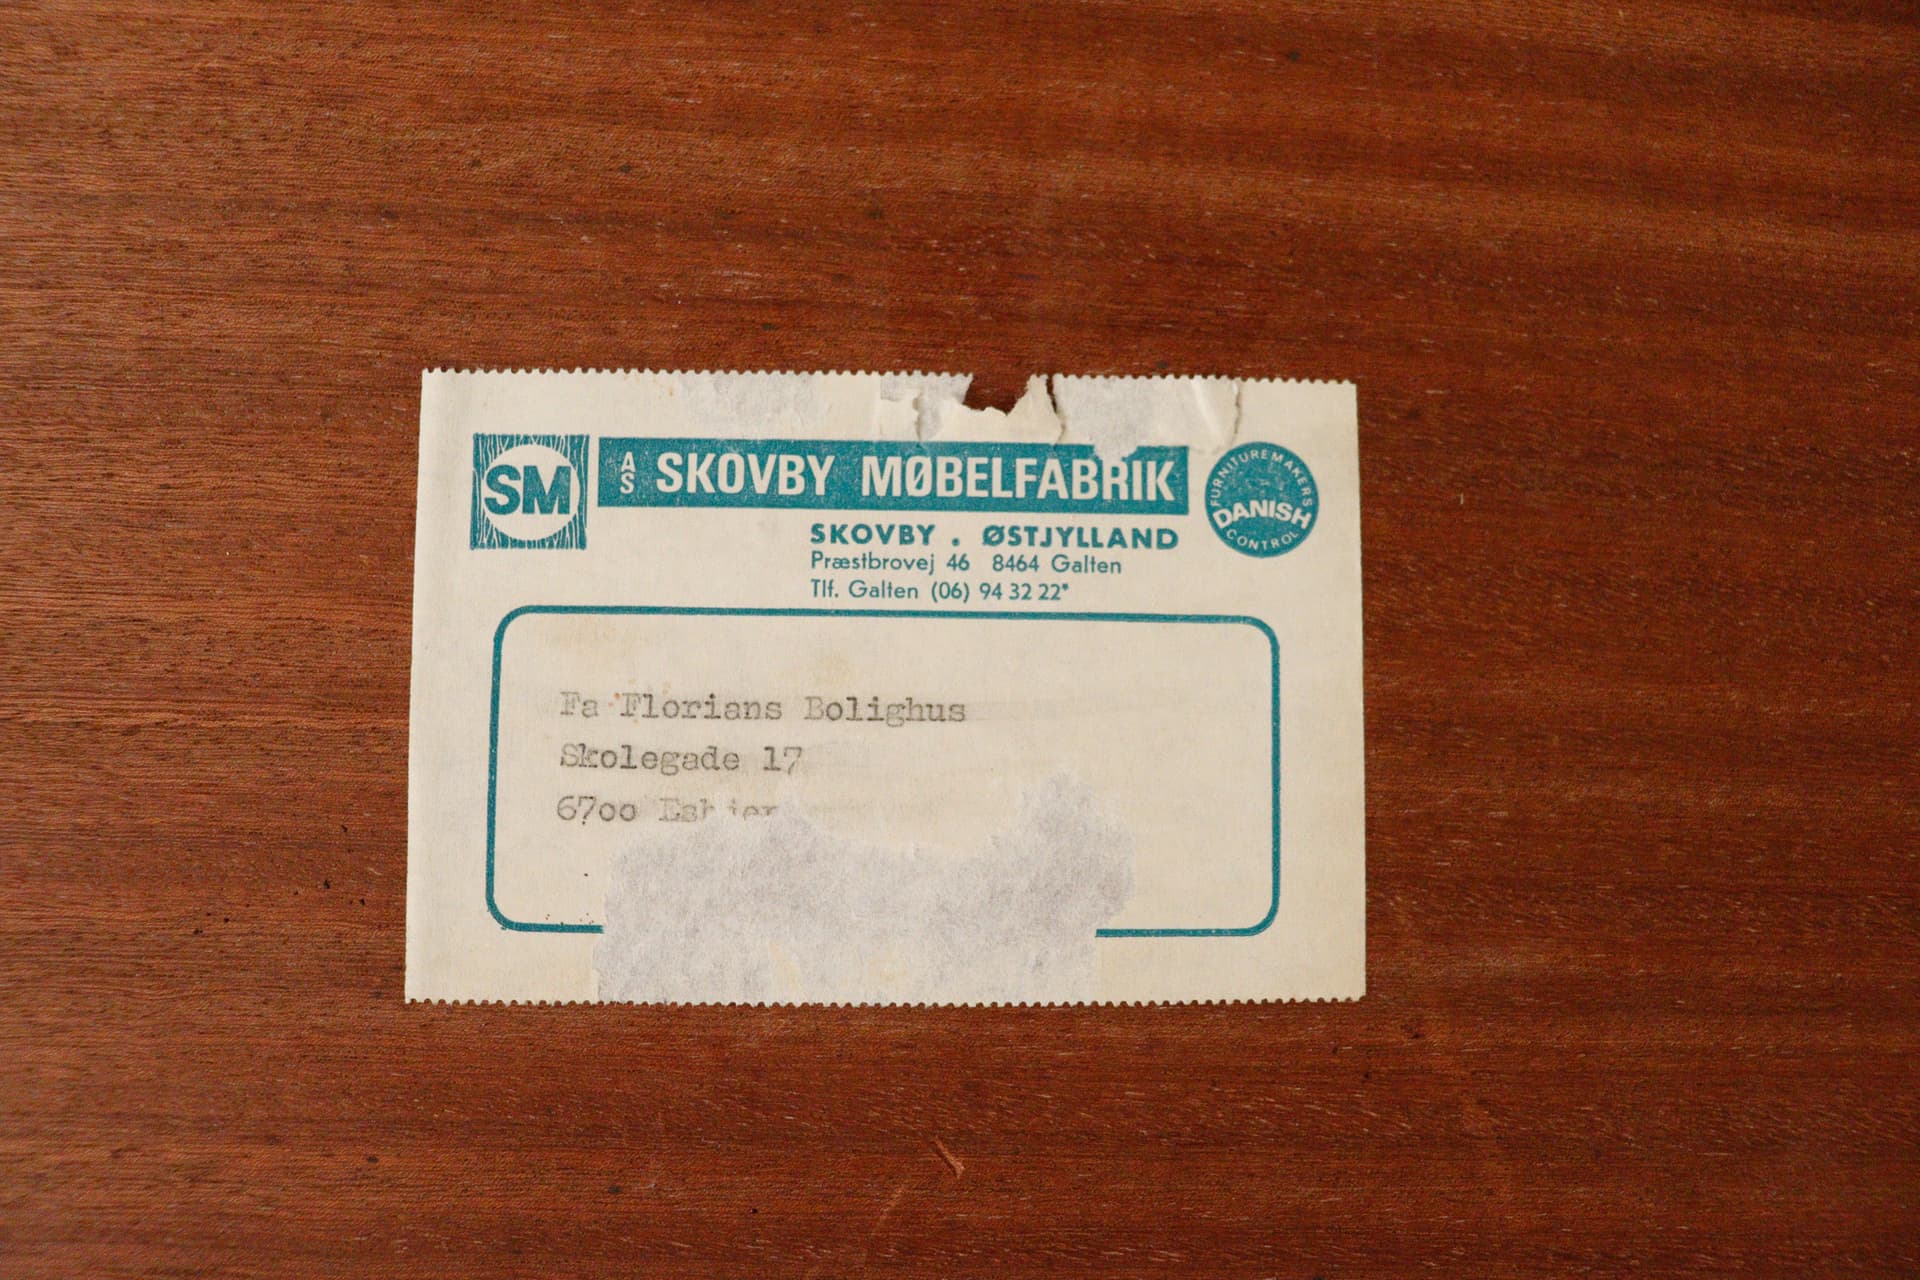 SM
A/S SKOVBY MØBELFABRIK
FURNITUREMAKERS
DANISH
CONTROL
SKOVBY . ØSTJYLLAND
Præstbrovej 46 8464 Galten
Tlf. Galten (06) 94 32 22*
Fa Florians Bolighus
Skolegade 17
6700